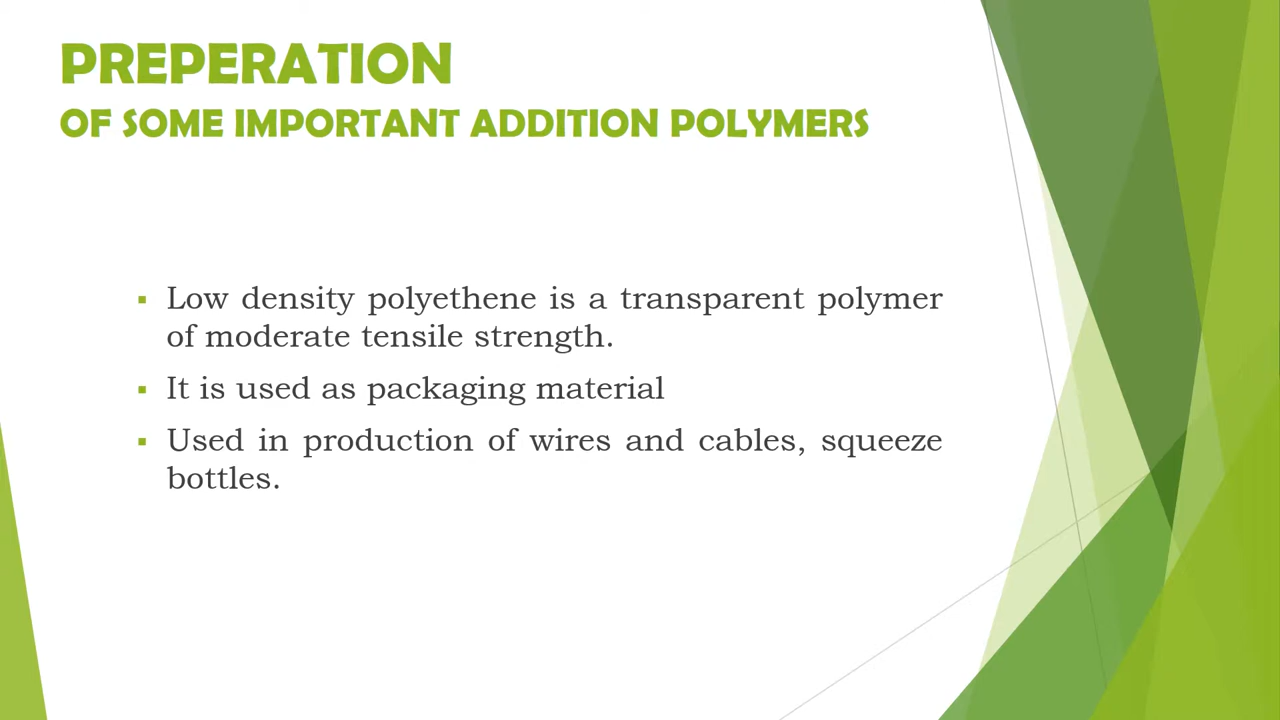 PREPERATION
OF SOME IMPORTANT ADDITION POLYMERS
▪ Low density polyethene is a transparent polymer
of moderate tensile strength.
▪ It is used as packaging material
▪ Used in production of wires and cables, squeeze
bottles.